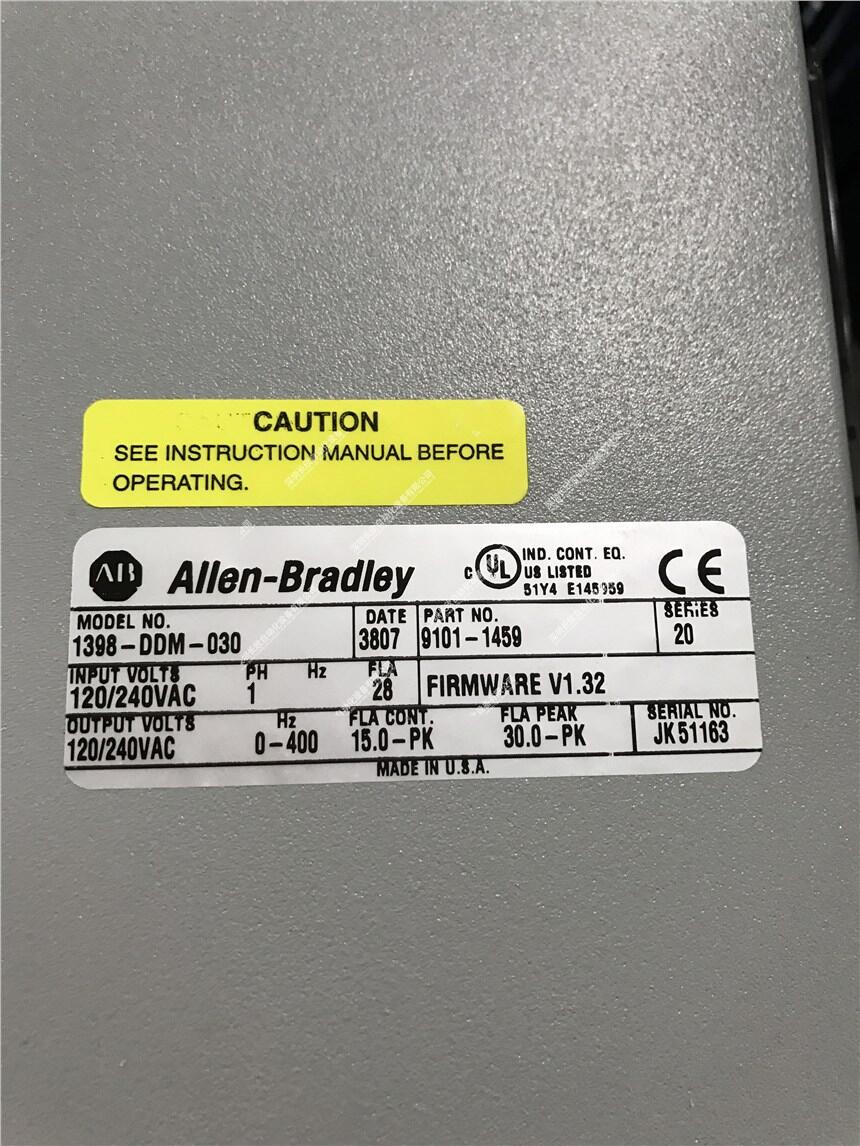 CAUTION
SEE INSTRUCTION MANUAL BEFORE
OPERATING.
AB Allen-Bradley
c UL IND. CONT. EQ.
US LISTED
51Y4 E145959
CE
MODEL NO. DATE PART NO. SERIES
1398-DDM-030 3807 9101-1459 20
INPUT VOLTS PH Hz FLA
120/240VAC 1 28 FIRMWARE V1.32
OUTPUT VOLTS Hz FLA CONT. FLA PEAK SERIAL NO.
120/240VAC 0-400 15.0-PK 30.0-PK JK51163
MADE IN U.S.A.